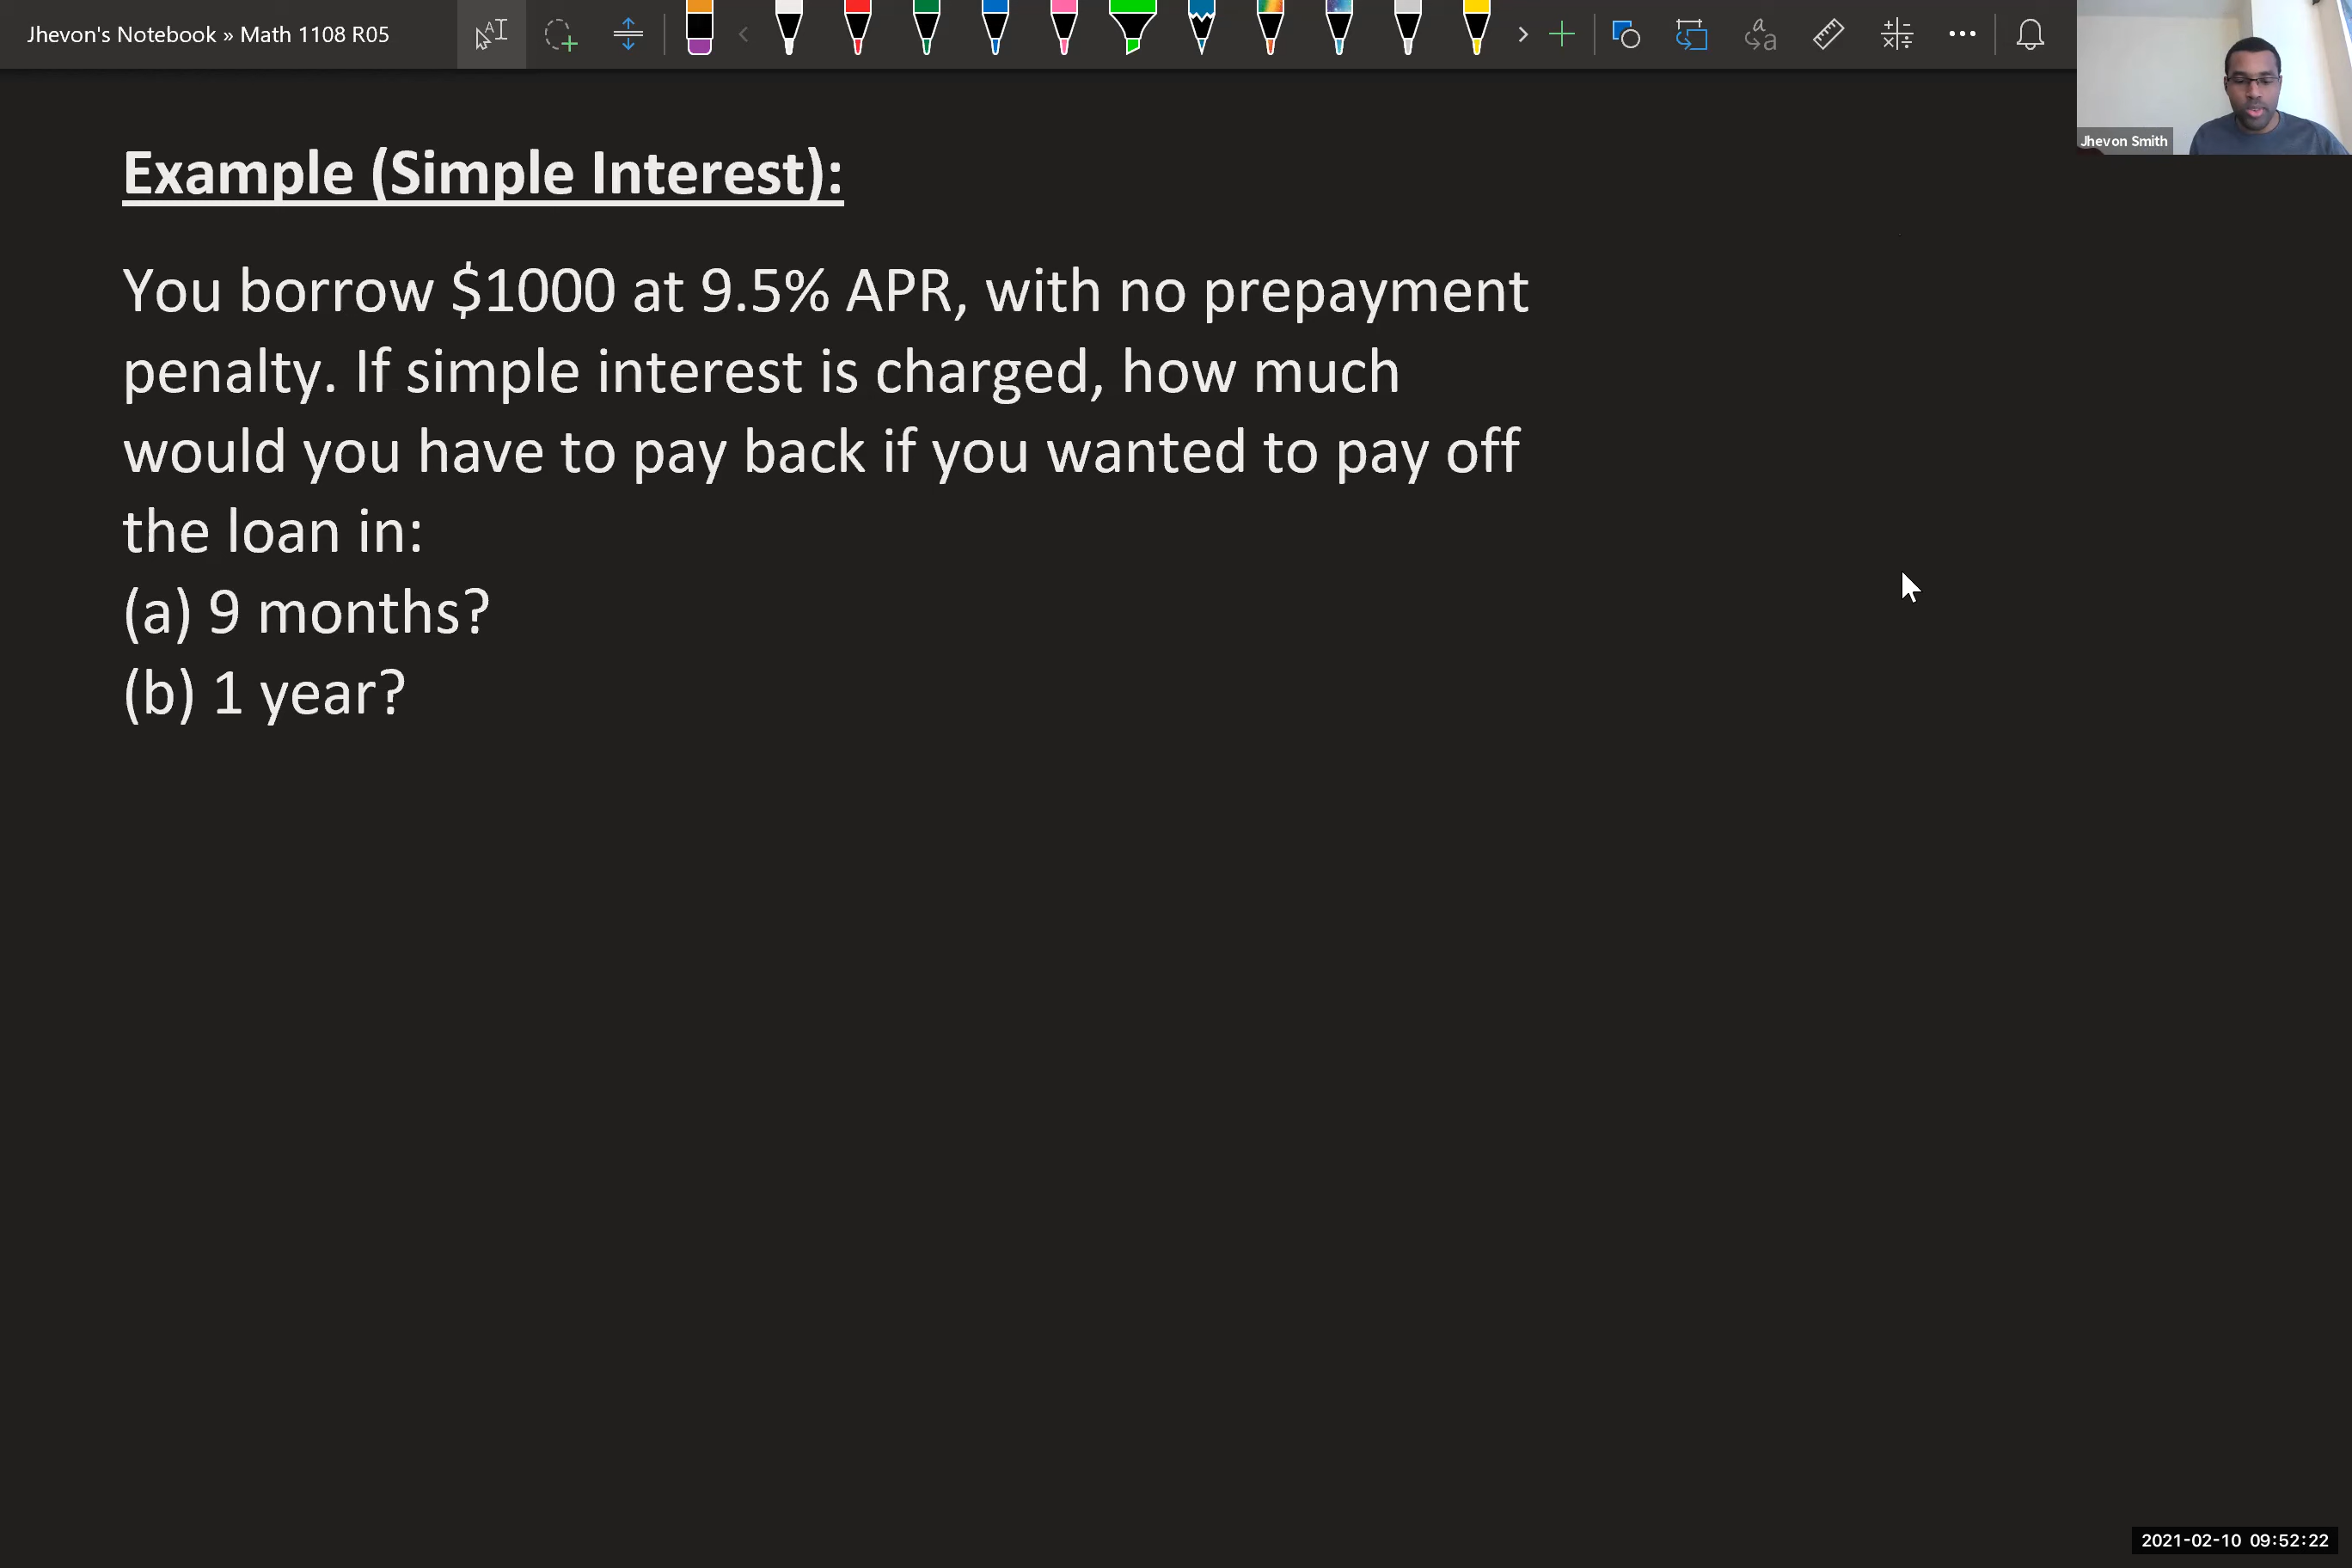 Jhevon's Notebook » Math 1108 R05
Jhevon Smith
Example (Simple Interest):
You borrow $1000 at 9.5% APR, with no prepayment
penalty. If simple interest is charged, how much
would you have to pay back if you wanted to pay off
the loan in:
(a) 9 months?
(b) 1 year?
2021-02-10 09:52:22